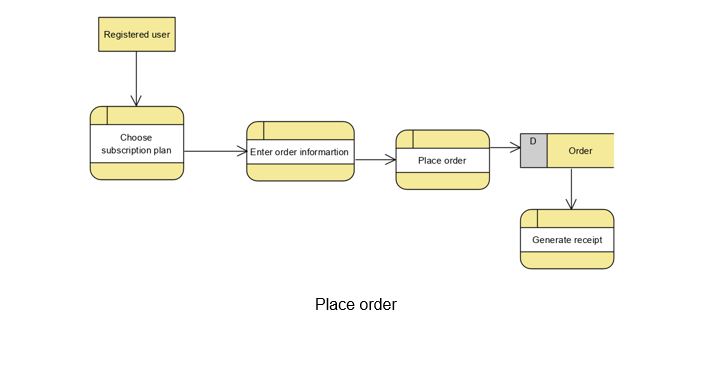 Registered user
Choose
subscription plan
Enter order informartion
Place order
D
Order
Generate receipt
Place order